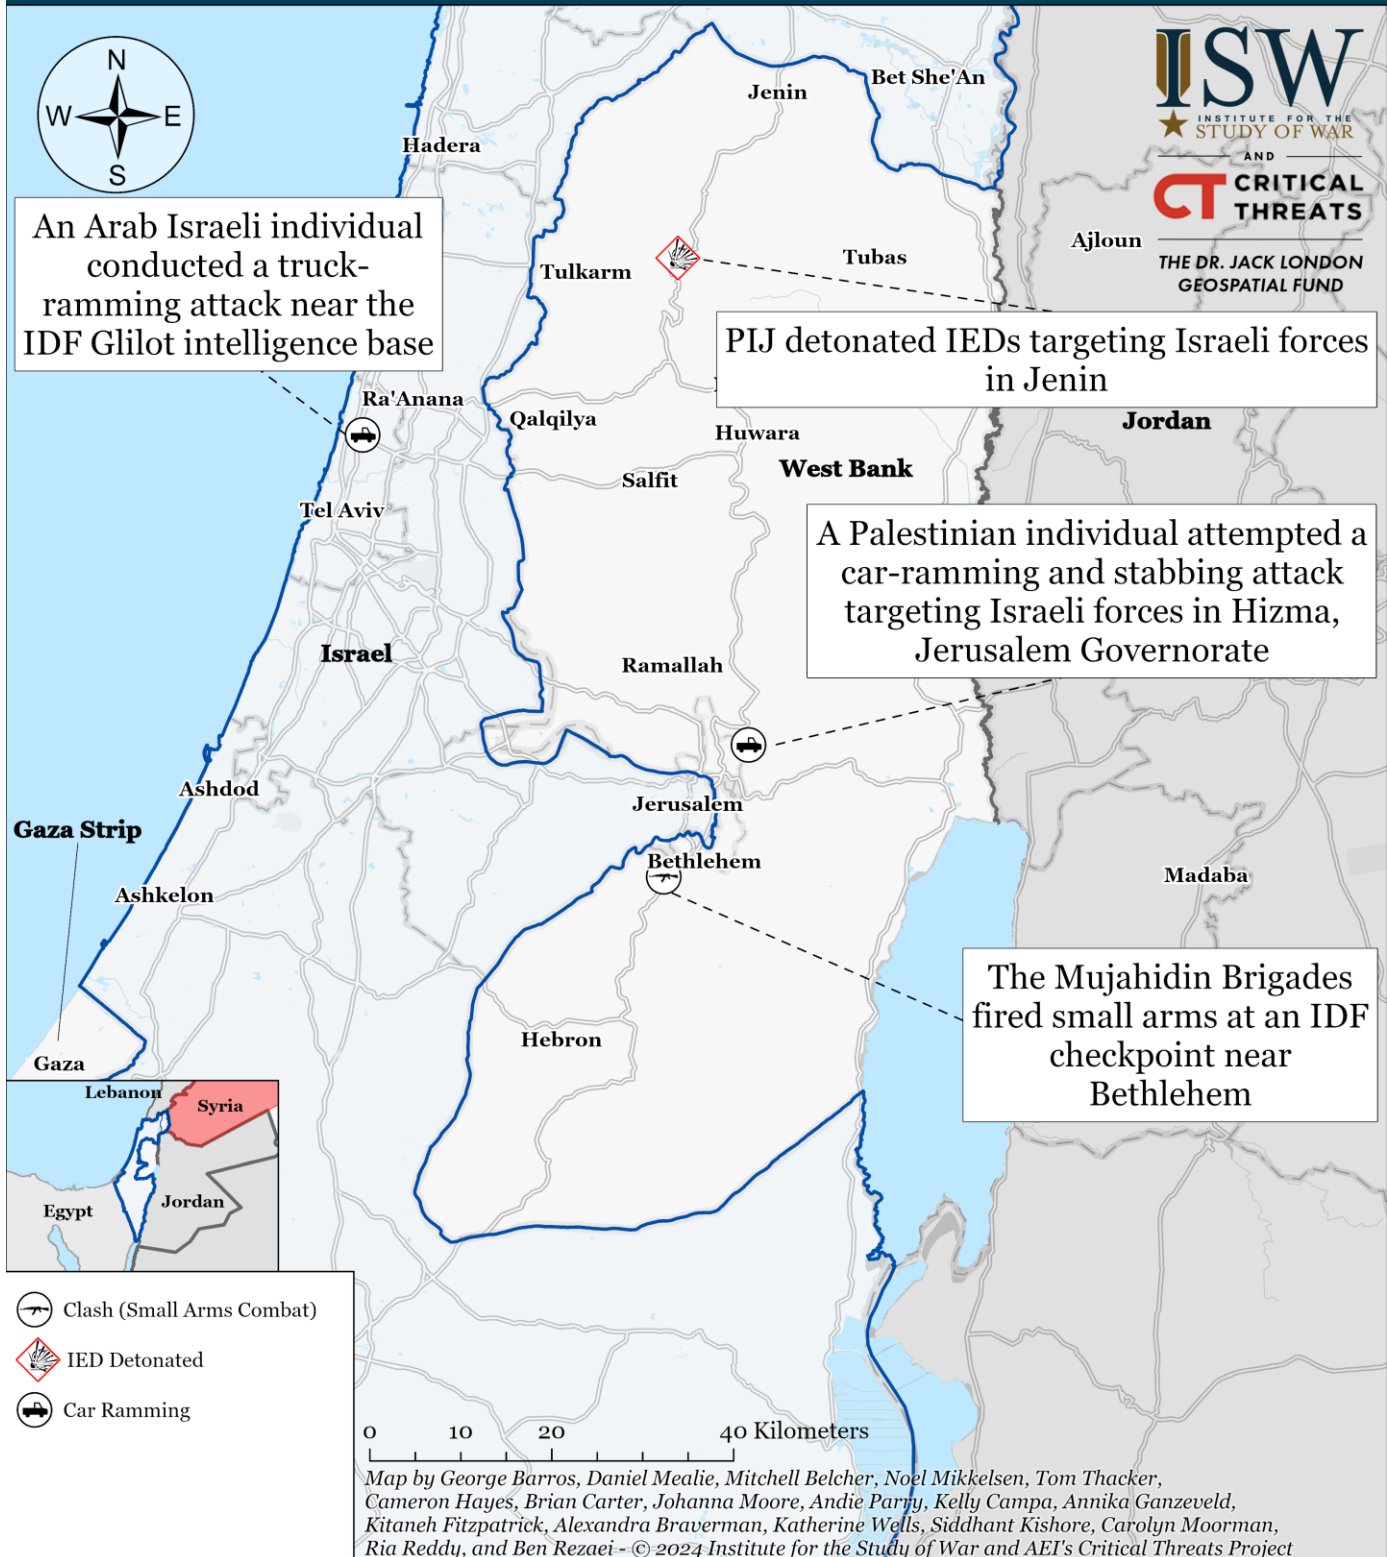 N
W
E
S
Hadera
Jenin
Bet She'An
ISW
INSTITUTE FOR THE
STUDY OF WAR
AND
CT CRITICAL
THREATS
THE DR. JACK LONDON
GEOSPATIAL FUND
An Arab Israeli individual
conducted a truck-
ramming attack near the
IDF Glilot intelligence base
Tulkarm
Tubas
Ajloun
PIJ detonated IEDs targeting Israeli forces
in Jenin
Ra'Anana
Qalqilya
Huwara
Jordan
Salfit
West Bank
Tel Aviv
A Palestinian individual attempted a
car-ramming and stabbing attack
targeting Israeli forces in Hizma,
Jerusalem Governorate
Israel
Ramallah
Ashdod
Jerusalem
Gaza Strip
Bethlehem
Ashkelon
Madaba
The Mujahidin Brigades
fired small arms at an IDF
checkpoint near
Bethlehem
Hebron
Gaza
Lebanon
Syria
Egypt
Jordan
Clash (Small Arms Combat)
IED Detonated
Car Ramming
0 10 20 40 Kilometers
Map by George Barros, Daniel Mealie, Mitchell Belcher, Noel Mikkelsen, Tom Thacker,
Cameron Hayes, Brian Carter, Johanna Moore, Andie Parry, Kelly Campa, Annika Ganzeveld,
Kitaneh Fitzpatrick, Alexandra Braverman, Katherine Wells, Siddhant Kishore, Carolyn Moorman,
Ria Reddy, and Ben Rezaei - © 2024 Institute for the Study of War and AEI's Critical Threats Project